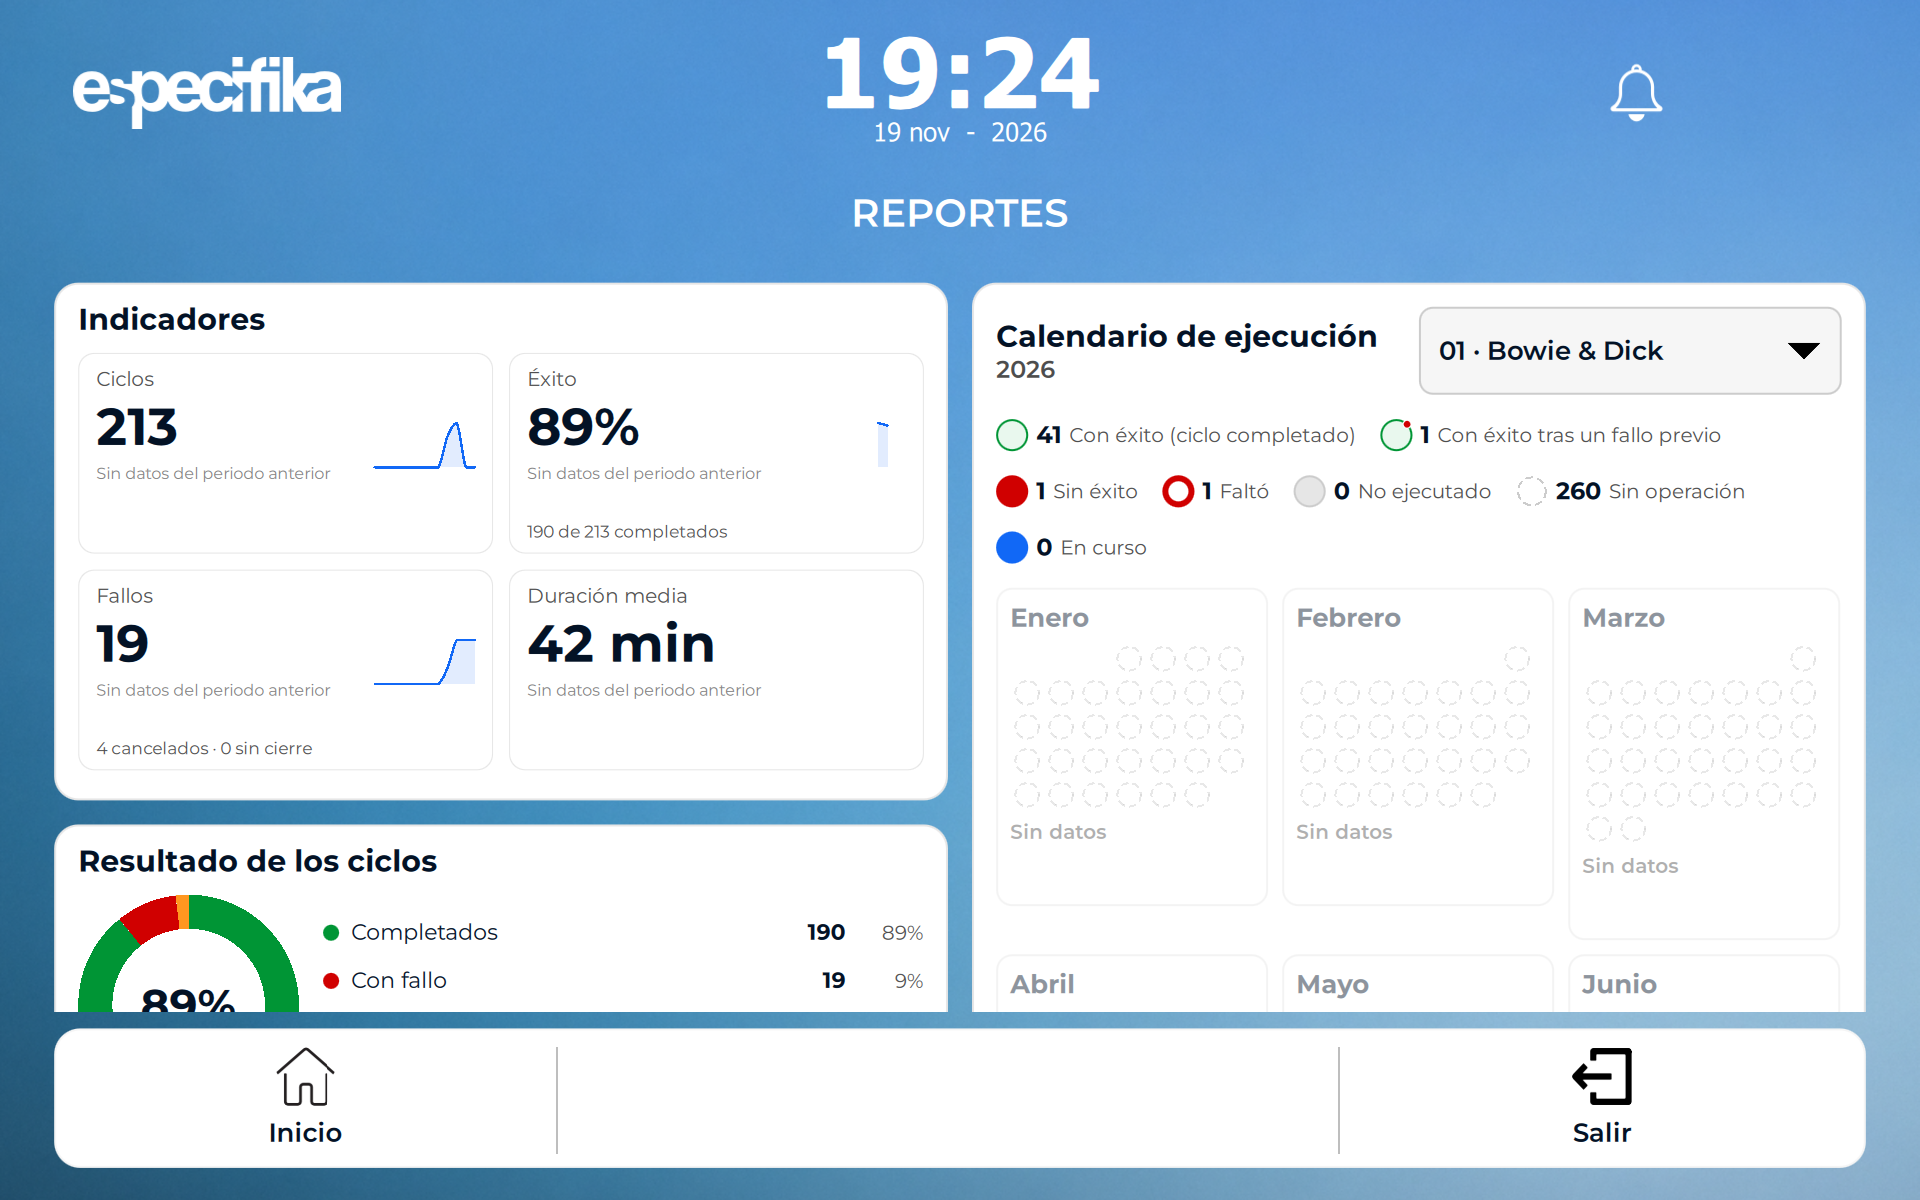 especifika
19:24
19 nov - 2026
REPORTES
Indicadores
Ciclos
213
Sin datos del periodo anterior
Éxito
89%
Sin datos del periodo anterior
190 de 213 completados
Fallos
19
Sin datos del periodo anterior
4 cancelados · 0 sin cierre
Duración media
42 min
Sin datos del periodo anterior
Resultado de los ciclos
89%
Completados 190 89%
Con fallo 19 9%
Calendario de ejecución
2026
01 · Bowie & Dick
41 Con éxito (ciclo completado) 1 Con éxito tras un fallo previo
1 Sin éxito 1 Faltó 0 No ejecutado 260 Sin operación
0 En curso
Enero
Sin datos
Febrero
Sin datos
Marzo
Sin datos
Abril
Mayo
Junio
Inicio
Salir